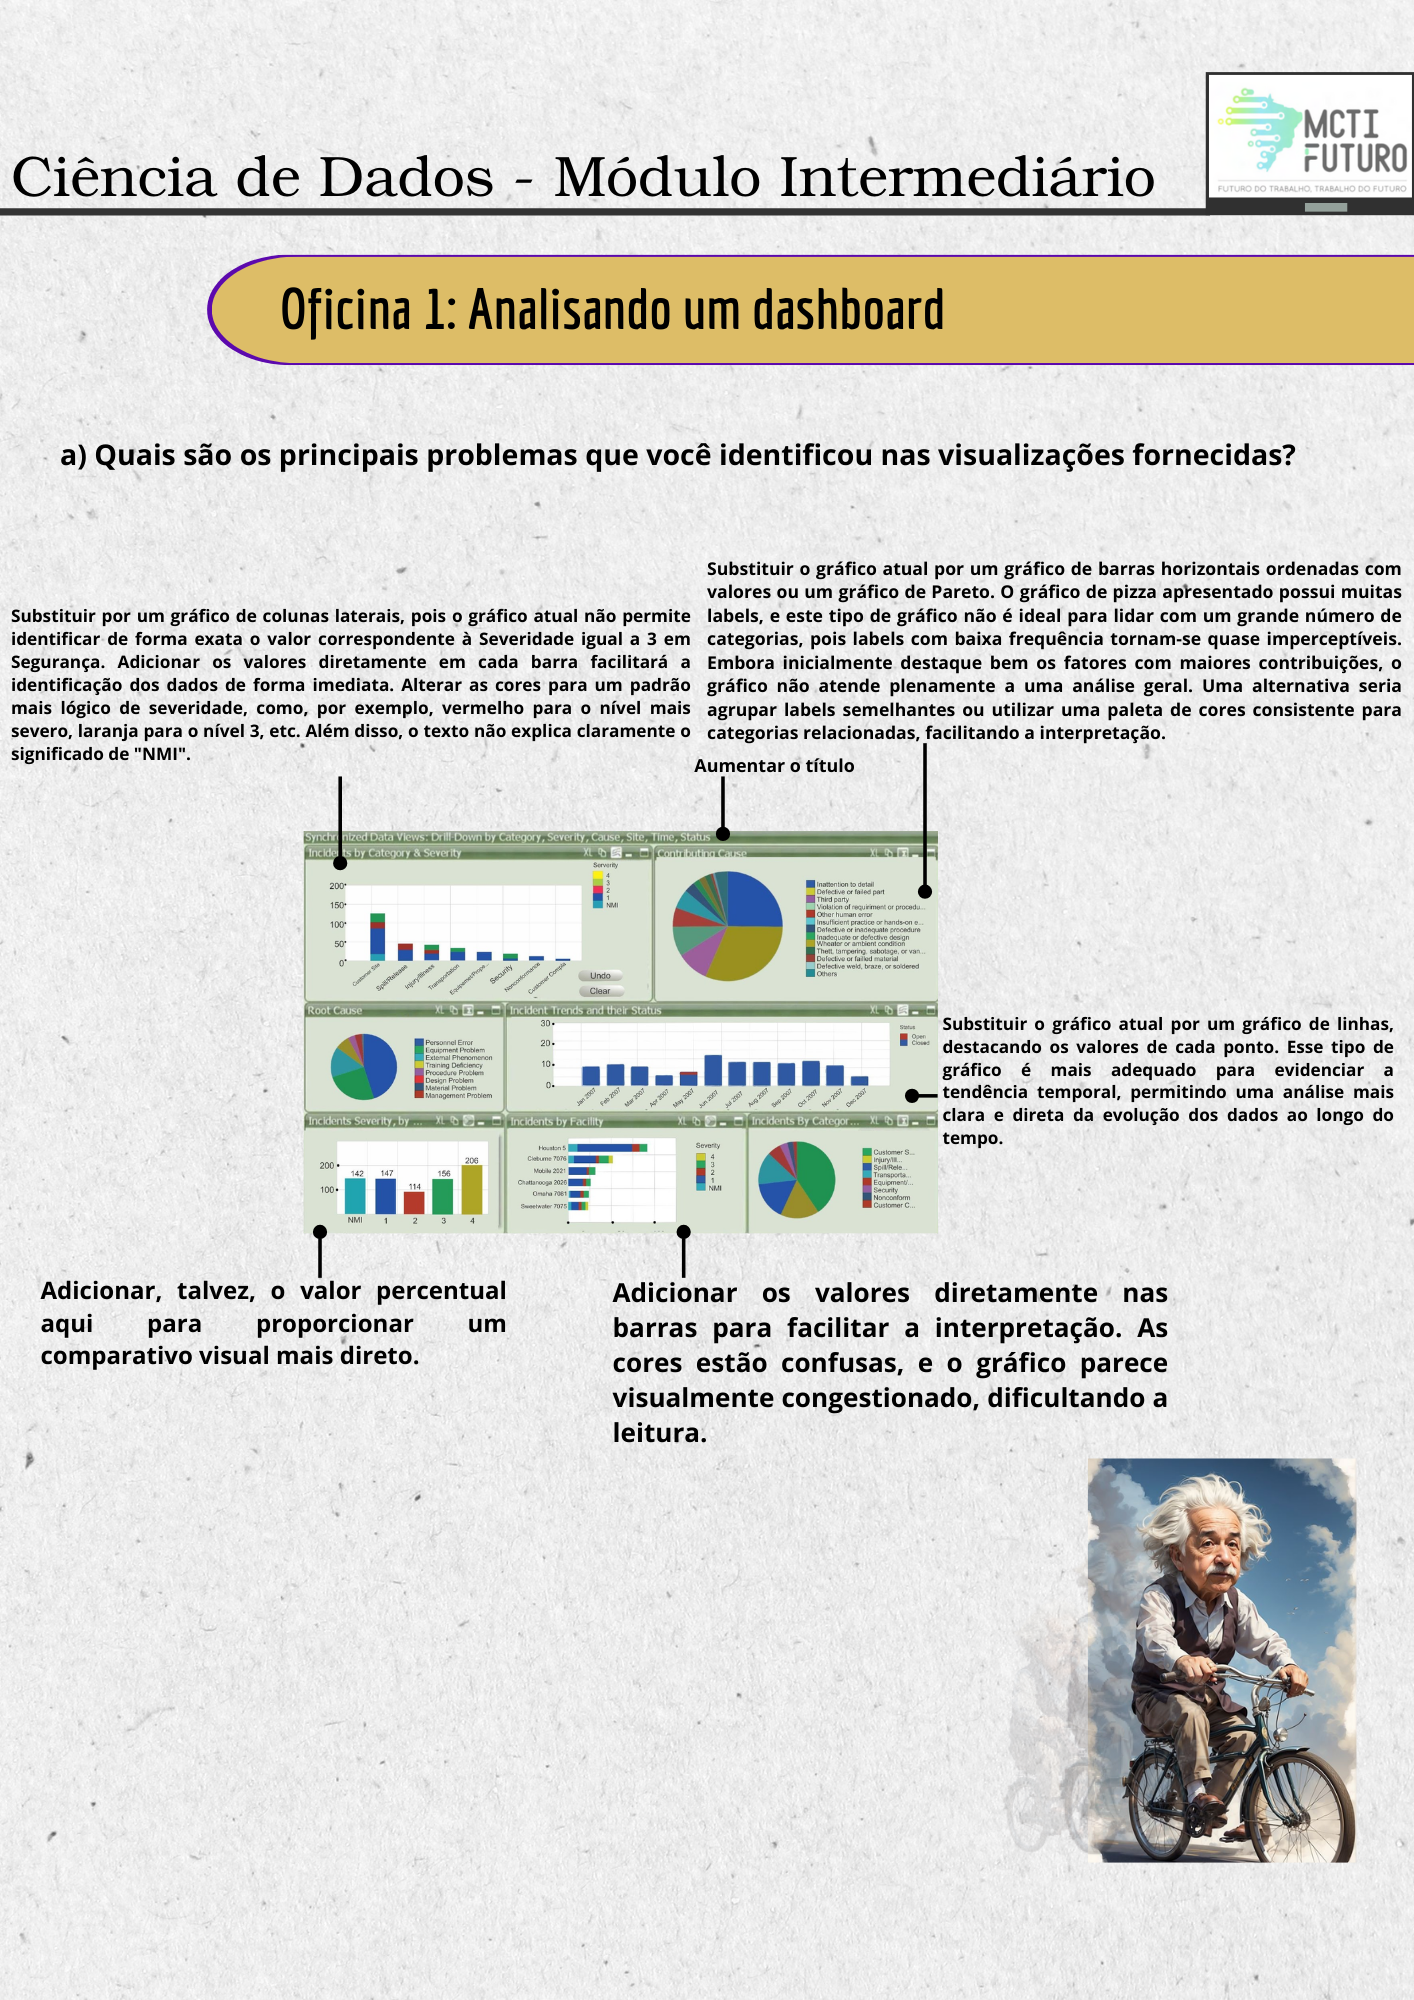 MCTI
FUTURO
FUTURO DO TRABALHO, TRABALHO DO FUTURO
Ciência de Dados - Módulo Intermediário
Oficina 1: Analisando um dashboard
a) Quais são os principais problemas que você identificou nas visualizações fornecidas?
Substituir por um gráfico de colunas laterais, pois o gráfico atual não permite
identificar de forma exata o valor correspondente à Severidade igual a 3 em
Segurança. Adicionar os valores diretamente em cada barra facilitará a
identificação dos dados de forma imediata. Alterar as cores para um padrão
mais lógico de severidade, como, por exemplo, vermelho para o nível mais
severo, laranja para o nível 3, etc. Além disso, o texto não explica claramente o
significado de "NMI".
Substituir o gráfico atual por um gráfico de barras horizontais ordenadas com
valores ou um gráfico de Pareto. O gráfico de pizza apresentado possui muitas
labels, e este tipo de gráfico não é ideal para lidar com um grande número de
categorias, pois labels com baixa frequência tornam-se quase imperceptíveis.
Embora inicialmente destaque bem os fatores com maiores contribuições, o
gráfico não atende plenamente a uma análise geral. Uma alternativa seria
agrupar labels semelhantes ou utilizar uma paleta de cores consistente para
categorias relacionadas, facilitando a interpretação.
Aumentar o título
Synchronized Data Views: Drill-Down by Category, Severity, Cause, Site, Time, Status
Incidents by Category & Severity
XL
Serverity
4
3
2
1
NMI
200
150
100
50
0
Customer Site
Spill/Release
Injury/Illness
Transportation
Equipemen/Prope...
Security
Nonconformance
Customer Compla
Undo
Clear
Contributing Cause
XL
Inattention to detail
Defective or failed part
Third party
Violation of requiriment or procedu...
Other human error
Insufficient practice or hands-on e...
Defective or inadequate procedure
Inadequate or defective design
Wheater or ambient condition
Thett, tampering, sabotage, or van...
Defective or failled material
Defective weld, braze, or soldered
Others
Root Cause
XL
Personnel Error
Equipment Problem
External Phenomenon
Training Deficiency
Procedure Problem
Design Problem
Material Problem
Management Problem
Incident Trends and their Status
XL
30
20
10
0
Jan 2007
Feb 2007
Mar 2007
Apr 2007
May 2007
Jun 2007
Jul 2007
Aug 2007
Sep 2007
Oct 2007
Nov 2007
Dec 2007
Status
Open
Closed
Substituir o gráfico atual por um gráfico de linhas,
destacando os valores de cada ponto. Esse tipo de
gráfico é mais adequado para evidenciar a
tendência temporal, permitindo uma análise mais
clara e direta da evolução dos dados ao longo do
tempo.
Incidents Severity, by ...
XL
200
100
142
147
114
156
206
NMI
1
2
3
4
Incidents by Facility
XL
Houston 5
Cleburne 7076
Mobile 2021
Chattanooga 2026
Omaha 7081
Sweetwater 7075
Severity
4
3
2
1
NMI
Incidents By Categor...
XL
Customer S...
Injury/Ill...
Spill/Rele...
Transporta...
Equipment/...
Security
Nonconform
Customer C...
Adicionar, talvez, o valor percentual
aqui para proporcionar um
comparativo visual mais direto.
Adicionar os valores diretamente nas
barras para facilitar a interpretação. As
cores estão confusas, e o gráfico parece
visualmente congestionado, dificultando a
leitura.